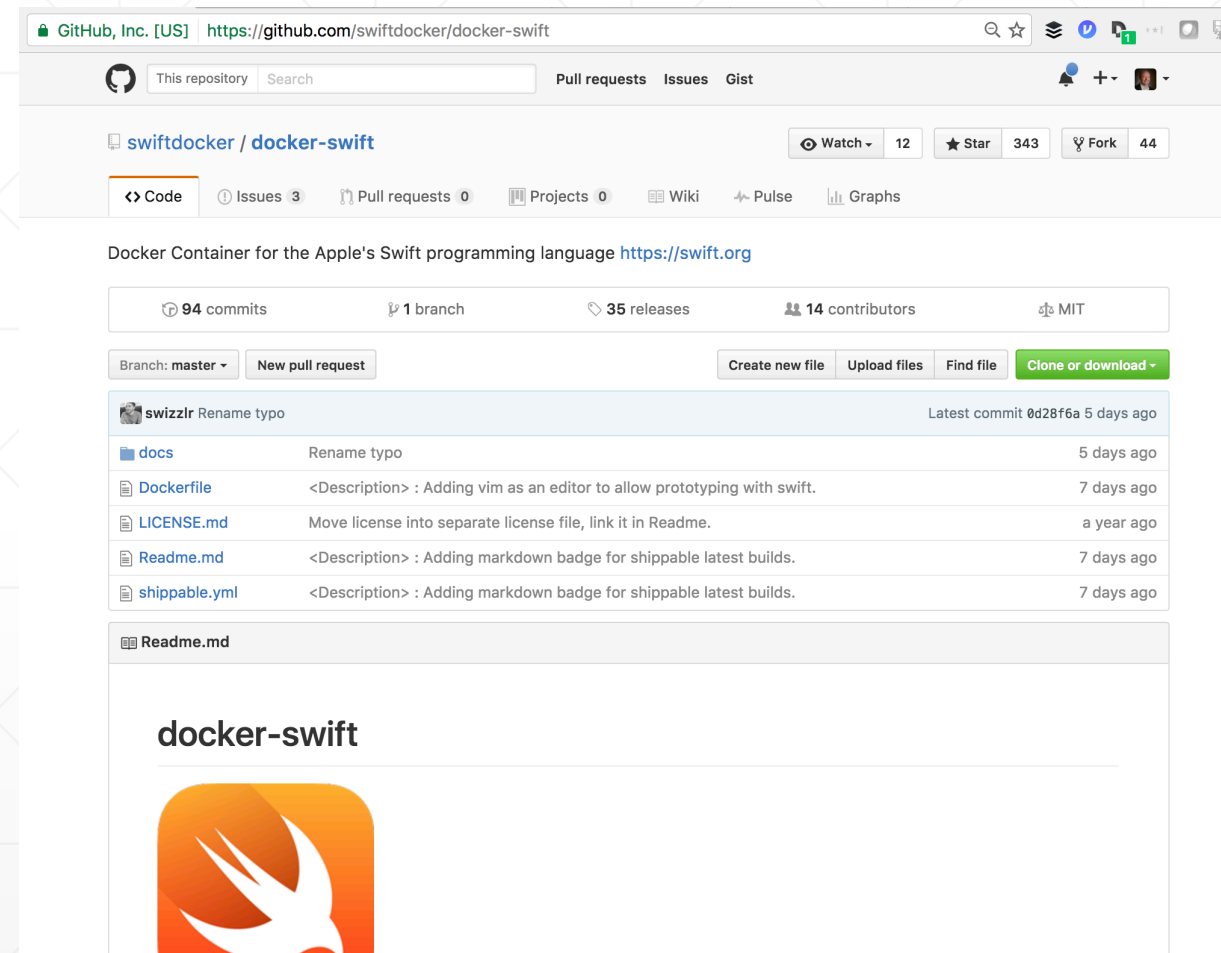 GitHub, Inc. [US] https://github.com/swiftdocker/docker-swift
1
This repository Search Pull requests Issues Gist
swiftdocker / docker-swift Watch 12 Star 343 Fork 44
Code Issues 3 Pull requests 0 Projects 0 Wiki Pulse Graphs
Docker Container for the Apple's Swift programming language https://swift.org
94 commits 1 branch 35 releases 14 contributors MIT
Branch: master New pull request Create new file Upload files Find file Clone or download
swizzlr Rename typo Latest commit 0d28f6a 5 days ago
docs Rename typo 5 days ago
Dockerfile <Description> : Adding vim as an editor to allow prototyping with swift. 7 days ago
LICENSE.md Move license into separate license file, link it in Readme. a year ago
Readme.md <Description> : Adding markdown badge for shippable latest builds. 7 days ago
shippable.yml <Description> : Adding markdown badge for shippable latest builds. 7 days ago
Readme.md
docker-swift